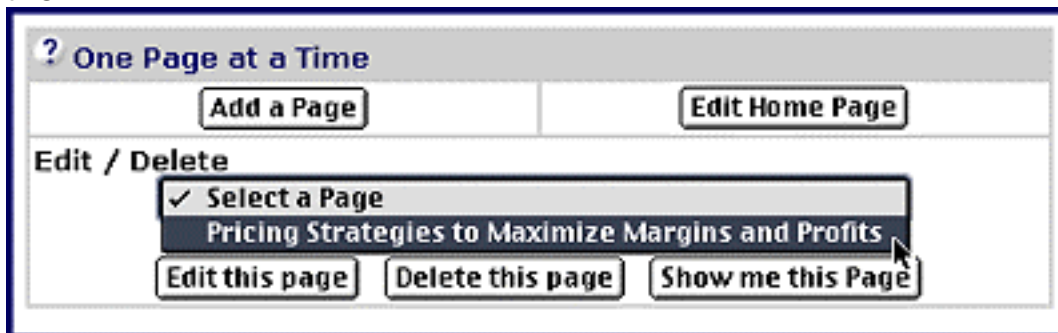 ? One Page at a Time
Add a Page Edit Home Page
Edit / Delete
✓ Select a Page
Pricing Strategies to Maximize Margins and Profits
Edit this page Delete this page Show me this Page